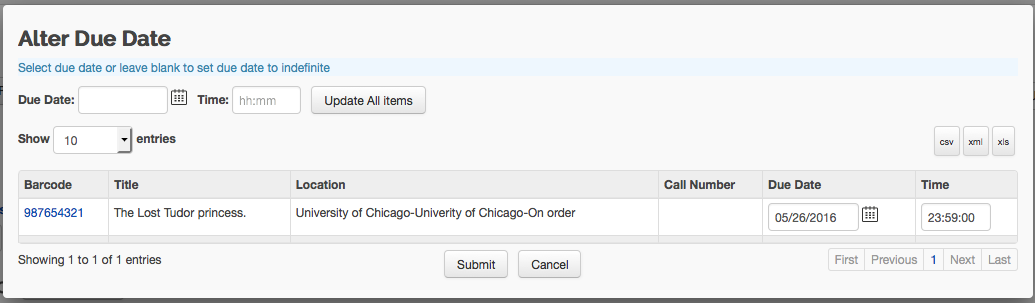 Alter Due Date
Select due date or leave blank to set due date to indefinite
Due Date: Time: hh:mm Update All items
Show 10 entries csv xml xls
Barcode Title Location Call Number Due Date Time
987654321 The Lost Tudor princess. University of Chicago-Univerity of Chicago-On order 05/26/2016 23:59:00
Showing 1 to 1 of 1 entries Submit Cancel First Previous 1 Next Last